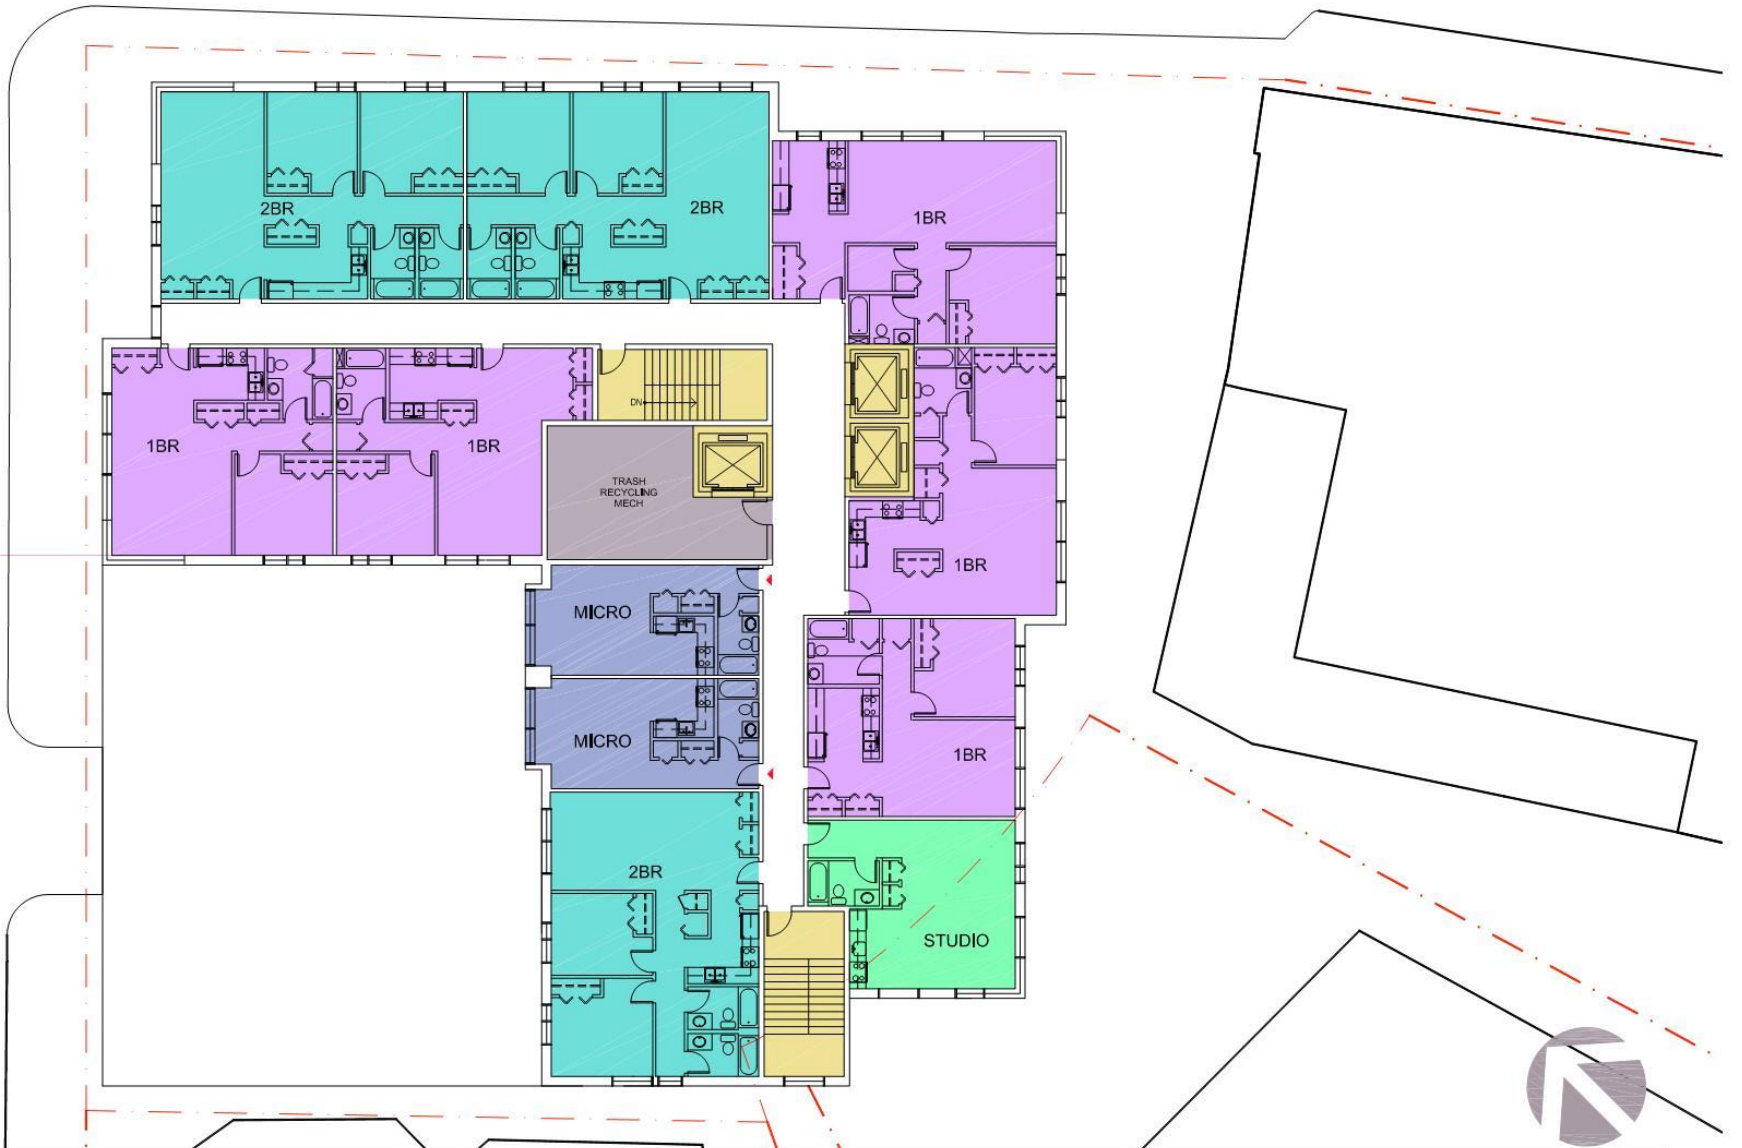 2BR
2BR
1BR
DN
1BR
1BR
TRASH
RECYCLING
MECH
1BR
MICRO
MICRO
1BR
2BR
STUDIO